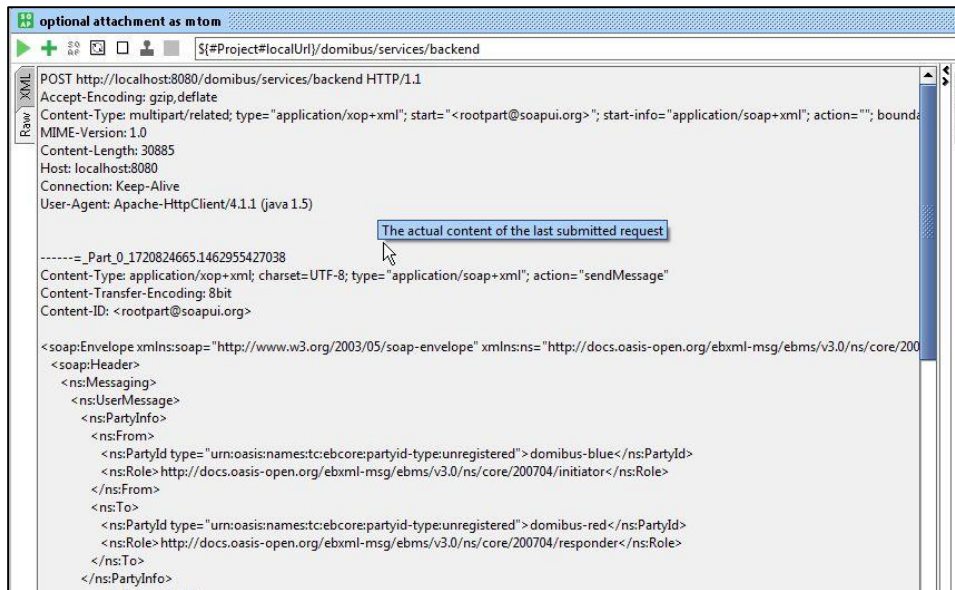 SO
AP
optional attachment as mtom
SO
AP
${#Project#localUrl}/domibus/services/backend
XML
Raw
POST http://localhost:8080/domibus/services/backend HTTP/1.1
Accept-Encoding: gzip,deflate
Content-Type: multipart/related; type="application/xop+xml"; start="<rootpart@soapui.org>"; start-info="application/soap+xml"; action=""; bounda
MIME-Version: 1.0
Content-Length: 30885
Host: localhost:8080
Connection: Keep-Alive
User-Agent: Apache-HttpClient/4.1.1 (java 1.5)
The actual content of the last submitted request
------=_Part_0_1720824665.1462955427038
Content-Type: application/xop+xml; charset=UTF-8; type="application/soap+xml"; action="sendMessage"
Content-Transfer-Encoding: 8bit
Content-ID: <rootpart@soapui.org>
<soap:Envelope xmlns:soap="http://www.w3.org/2003/05/soap-envelope" xmlns:ns="http://docs.oasis-open.org/ebxml-msg/ebms/v3.0/ns/core/200
<soap:Header>
<ns:Messaging>
<ns:UserMessage>
<ns:PartyInfo>
<ns:From>
<ns:PartyId type="urn:oasis:names:tc:ebcore:partyid-type:unregistered">domibus-blue</ns:PartyId>
<ns:Role>http://docs.oasis-open.org/ebxml-msg/ebms/v3.0/ns/core/200704/initiator</ns:Role>
</ns:From>
<ns:To>
<ns:PartyId type="urn:oasis:names:tc:ebcore:partyid-type:unregistered">domibus-red</ns:PartyId>
<ns:Role>http://docs.oasis-open.org/ebxml-msg/ebms/v3.0/ns/core/200704/responder</ns:Role>
</ns:To>
</ns:PartyInfo>